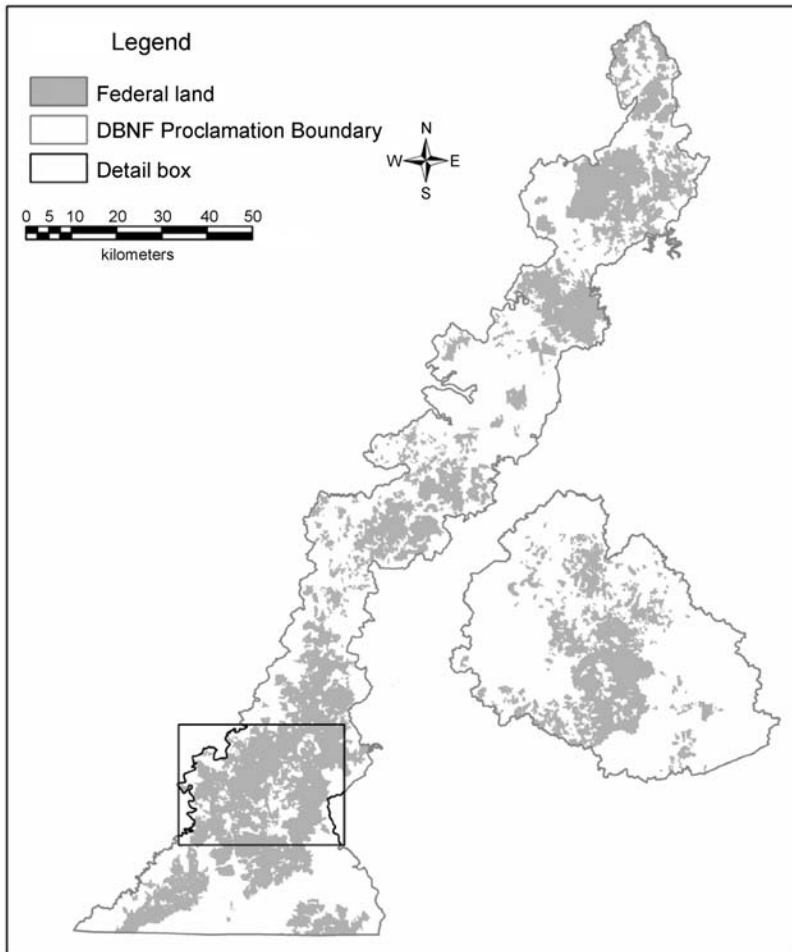 Legend
Federal land
DBNF Proclamation Boundary
Detail box
N
W E
S
0 5 10 20 30 40 50
kilometers